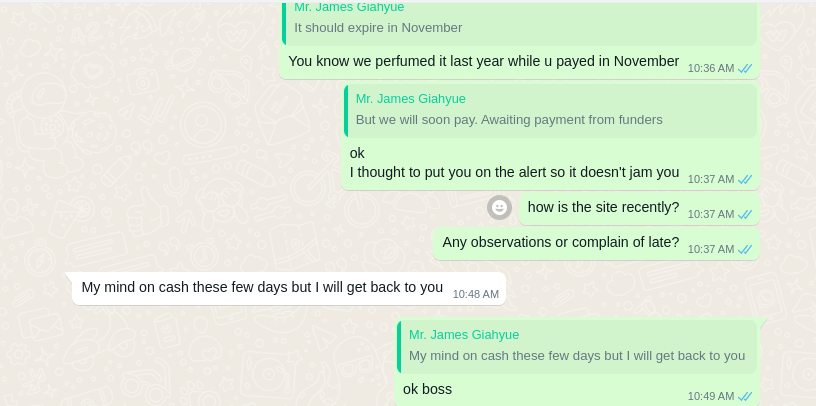 Mr. James Giahyue
It should expire in November
You know we perfumed it last year while u payed in November
10:36 AM
Mr. James Giahyue
But we will soon pay. Awaiting payment from funders
ok
I thought to put you on the alert so it doesn't jam you
10:37 AM
how is the site recently?
10:37 AM
Any observations or complain of late?
10:37 AM
My mind on cash these few days but I will get back to you
10:48 AM
Mr. James Giahyue
My mind on cash these few days but I will get back to you
ok boss
10:49 AM